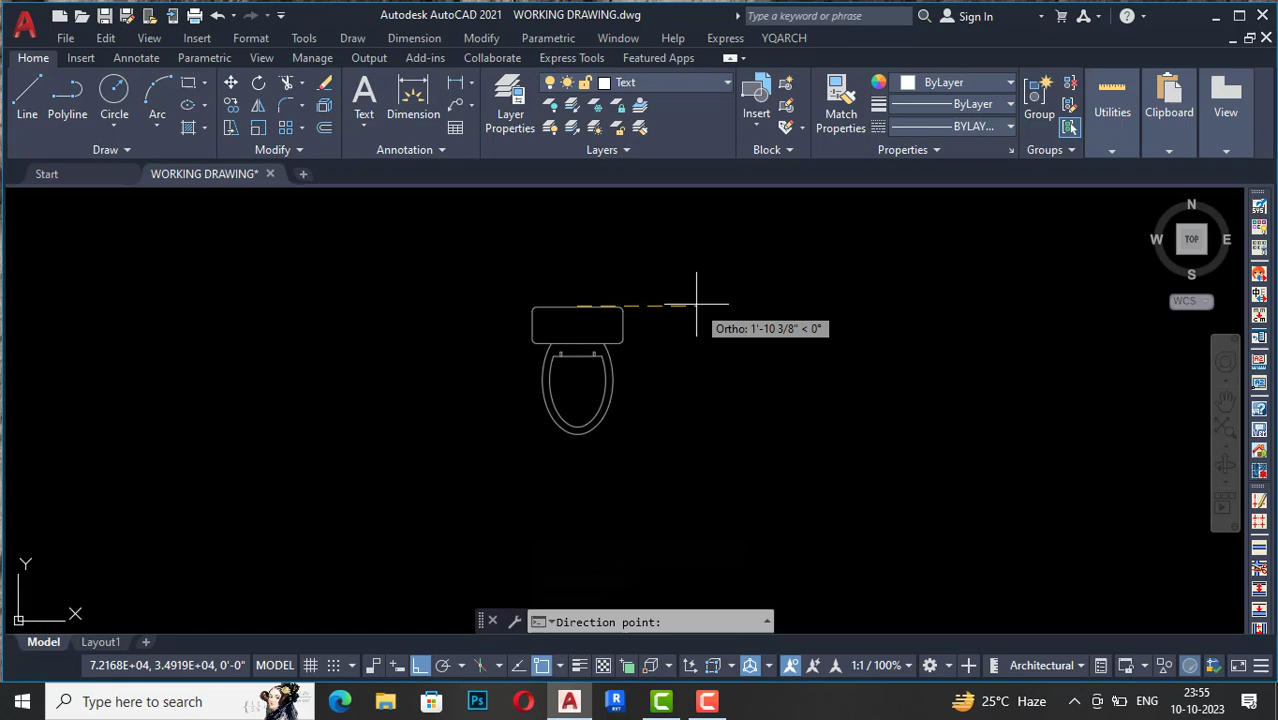 Autodesk AutoCAD 2021 WORKING DRAWING.dwg
Type a keyword or phrase
Sign In
File Edit View Insert Format Tools Draw Dimension Modify Parametric Window Help Express YQARCH
Home Insert Annotate Parametric View Manage Output Add-ins Collaborate Express Tools Featured Apps
Text
ByLayer
ByLayer
BYLAY...
Line Polyline Circle Arc
Text Dimension
Layer Properties
Insert
Match Properties
Group
Utilities
Clipboard
View
Draw Modify Annotation Layers Block Properties Groups
Start WORKING DRAWING*
N
W TOP E
S
WCS
Ortho: 1'-10 3/8" < 0°
Y
X
Direction point:
Model Layout1
7.2168E+04, 3.4919E+04, 0'-0" MODEL 1:1 / 100% Architectural
Type here to search
Ps
25°C Haze
ENG
23:55
10-10-2023